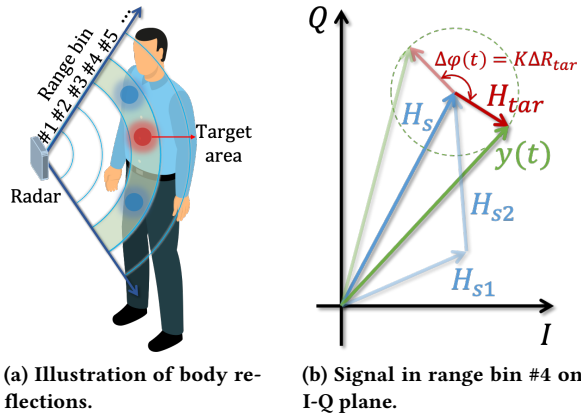 Range bin
#1 #2 #3 #4 #5 ...
Radar
Target
area
Q
Δφ(t) = KΔR_tar
H_tar
H_s
y(t)
H_s2
H_s1
I
(a) Illustration of body re-
flections.
(b) Signal in range bin #4 on
I-Q plane.